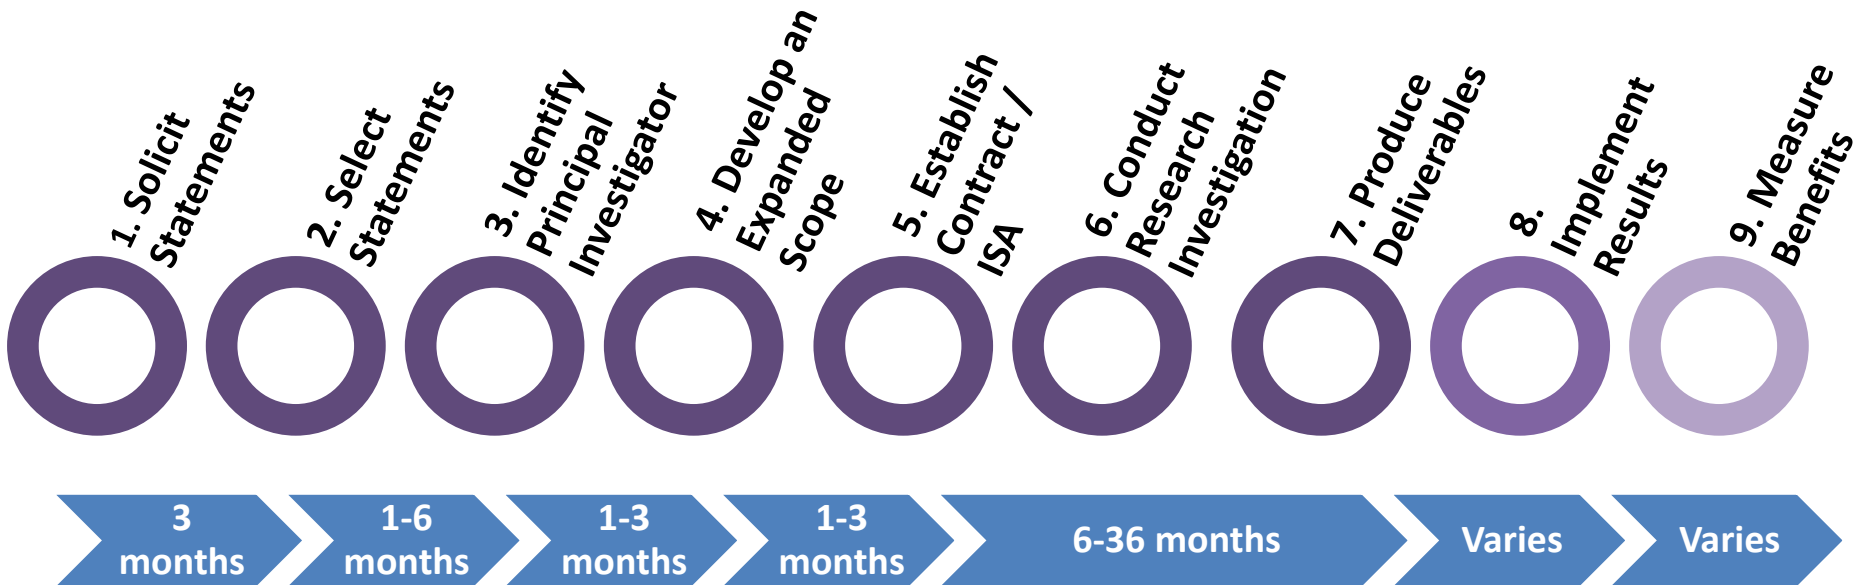 1. Solicit
Statements
2. Select
Statements
3. Identify
Principal
Investigator
4. Develop an
Expanded
Scope
5. Establish
Contract /
ISA
6. Conduct
Research
Investigation
7. Produce
Deliverables
8.
Implement
Results
9. Measure
Benefits
3
months
1-6
months
1-3
months
1-3
months
6-36 months
Varies
Varies